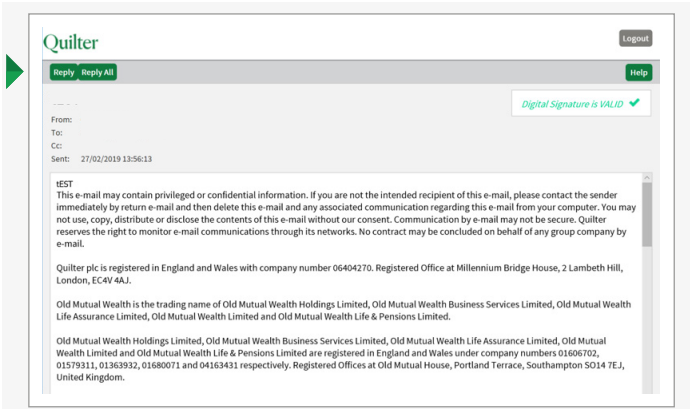 Quilter
Logout
Reply Reply All
Help
Digital Signature is VALID
From:
To:
Cc:
Sent: 27/02/2019 13:56:13
tEST
This e-mail may contain privileged or confidential information. If you are not the intended recipient of this e-mail, please contact the sender
immediately by return e-mail and then delete this e-mail and any associated communication regarding this e-mail from your computer. You may
not use, copy, distribute or disclose the contents of this e-mail without our consent. Communication by e-mail may not be secure. Quilter
reserves the right to monitor e-mail communications through its networks. No contract may be concluded on behalf of any group company by
e-mail.
Quilter plc is registered in England and Wales with company number 06404270. Registered Office at Millennium Bridge House, 2 Lambeth Hill,
London, EC4V 4AJ.
Old Mutual Wealth is the trading name of Old Mutual Wealth Holdings Limited, Old Mutual Wealth Business Services Limited, Old Mutual Wealth
Life Assurance Limited, Old Mutual Wealth Limited and Old Mutual Wealth Life & Pensions Limited.
Old Mutual Wealth Holdings Limited, Old Mutual Wealth Business Services Limited, Old Mutual Wealth Life Assurance Limited, Old Mutual
Wealth Limited and Old Mutual Wealth Life & Pensions Limited are registered in England and Wales under company numbers 01606702,
01579311, 01363932, 01680071 and 04163431 respectively. Registered Offices at Old Mutual House, Portland Terrace, Southampton SO14 7EJ,
United Kingdom.